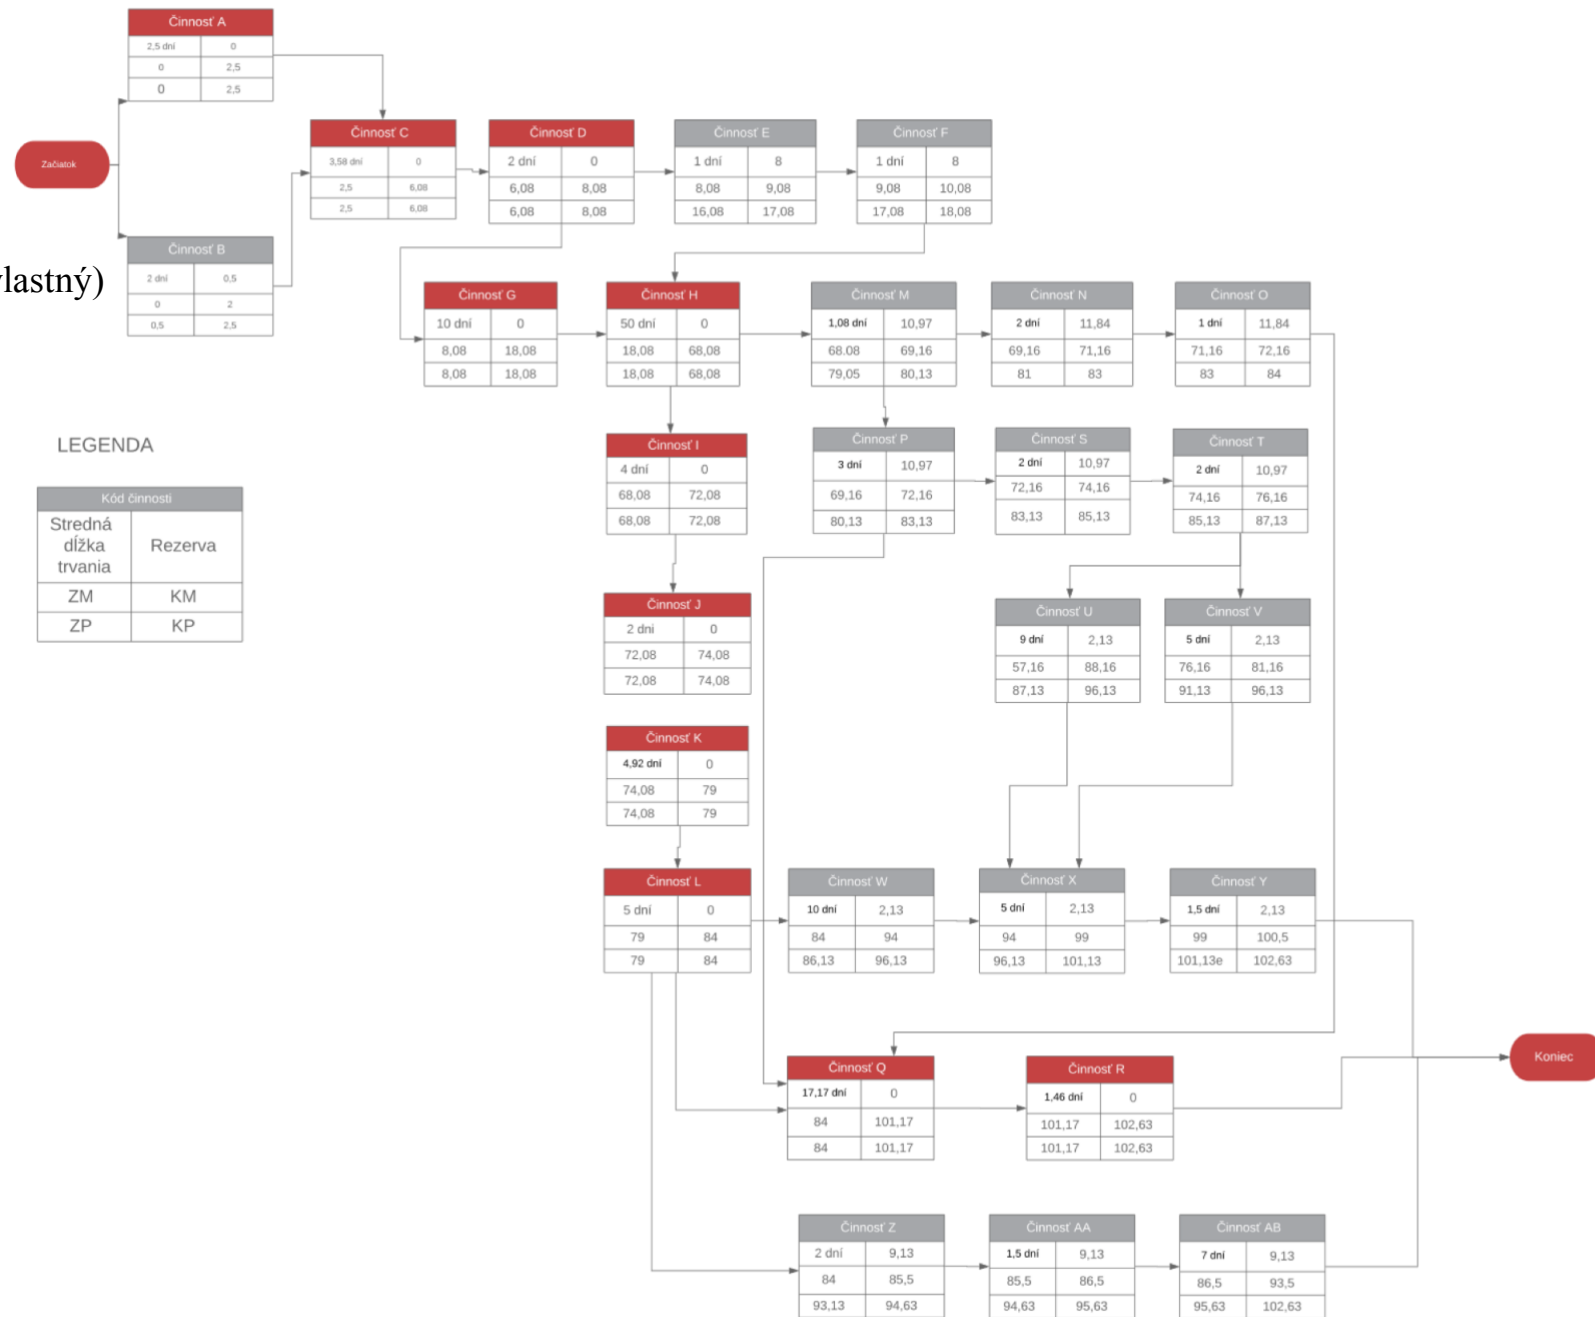 Činnosť A
2,5 dní 0
0 2,5
0 2,5
Začiatok
Činnosť C
3,58 dní 0
2,5 6,08
2,5 6,08
Činnosť D
2 dní 0
6,08 8,08
6,08 8,08
Činnosť E
1 dní 8
8,08 9,08
16,08 17,08
Činnosť F
1 dní 8
9,08 10,08
17,08 18,08
vlastný)
Činnosť B
2 dní 0,5
0 2
0,5 2,5
Činnosť G
10 dní 0
8,08 18,08
8,08 18,08
Činnosť H
50 dní 0
18,08 68,08
18,08 68,08
Činnosť M
1,08 dní 10,97
68.08 69,16
79,05 80,13
Činnosť N
2 dní 11,84
69,16 71,16
81 83
Činnosť O
1 dní 11,84
71,16 72,16
83 84
LEGENDA
Kód činnosti
Stredná
dĺžka
trvania
Rezerva
ZM KM
ZP KP
Činnosť I
4 dní 0
68,08 72,08
68,08 72,08
Činnosť P
3 dní 10,97
69,16 72,16
80,13 83,13
Činnosť S
2 dní 10,97
72,16 74,16
83,13 85,13
Činnosť T
2 dní 10,97
74,16 76,16
85,13 87,13
Činnosť J
2 dni 0
72,08 74,08
72,08 74,08
Činnosť U
9 dní 2,13
57,16 88,16
87,13 96,13
Činnosť V
5 dní 2,13
76,16 81,16
91,13 96,13
Činnosť K
4,92 dní 0
74,08 79
74,08 79
Činnosť L
5 dní 0
79 84
79 84
Činnosť W
10 dní 2,13
84 94
86,13 96,13
Činnosť X
5 dní 2,13
94 99
96,13 101,13
Činnosť Y
1,5 dní 2,13
99 100,5
101,13e 102,63
Činnosť Q
17,17 dní 0
84 101,17
84 101,17
Činnosť R
1,46 dní 0
101,17 102,63
101,17 102,63
Koniec
Činnosť Z
2 dní 9,13
84 85,5
93,13 94,63
Činnosť AA
1,5 dní 9,13
85,5 86,5
94,63 95,63
Činnosť AB
7 dní 9,13
86,5 93,5
95,63 102,63